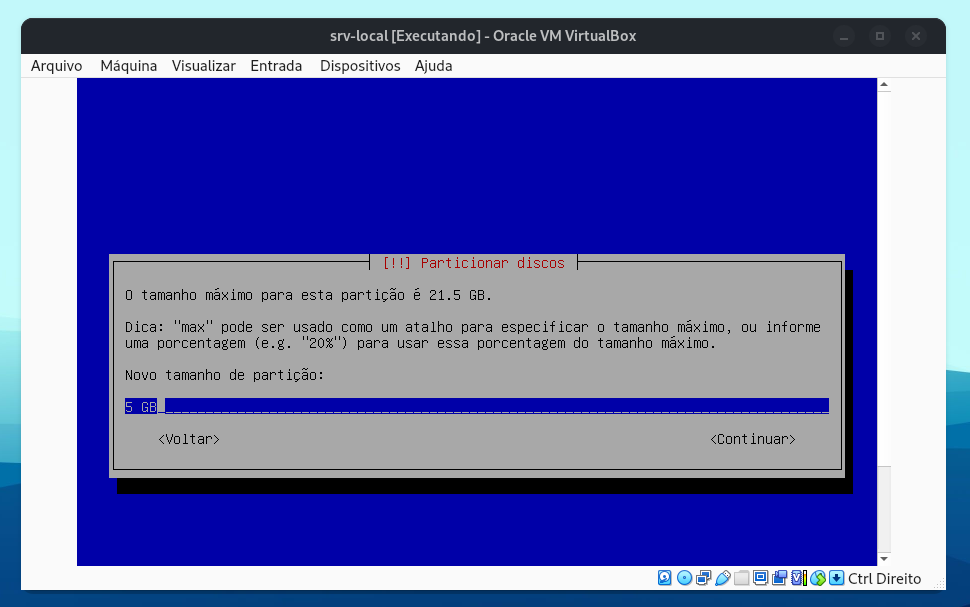 srv-local [Executando] - Oracle VM VirtualBox
Arquivo Máquina Visualizar Entrada Dispositivos Ajuda
[!!] Particionar discos
O tamanho máximo para esta partição é 21.5 GB.
Dica: "max" pode ser usado como um atalho para especificar o tamanho máximo, ou informe
uma porcentagem (e.g. "20%") para usar essa porcentagem do tamanho máximo.
Novo tamanho de partição:
5 GB
<Voltar> <Continuar>
Ctrl Direito